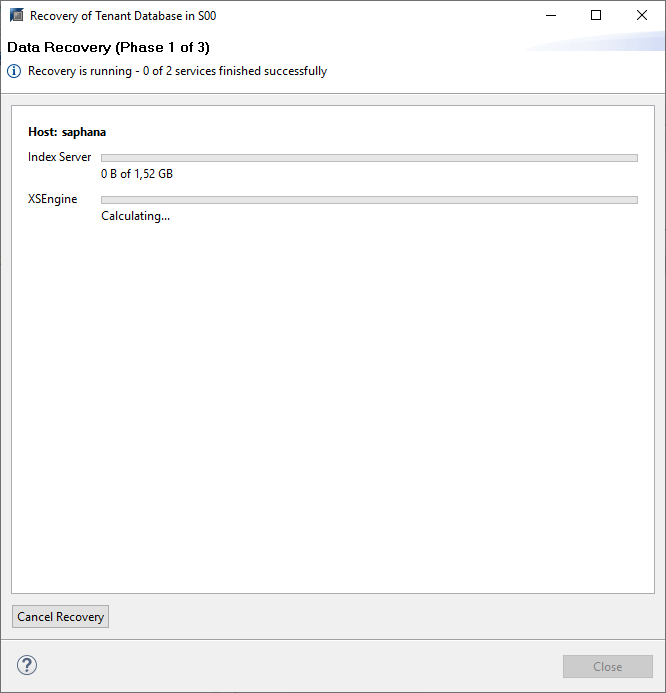 Recovery of Tenant Database in S00
Data Recovery (Phase 1 of 3)
Recovery is running - 0 of 2 services finished successfully
Host: saphana
Index Server
0 B of 1,52 GB
XSEngine
Calculating...
Cancel Recovery
?
Close